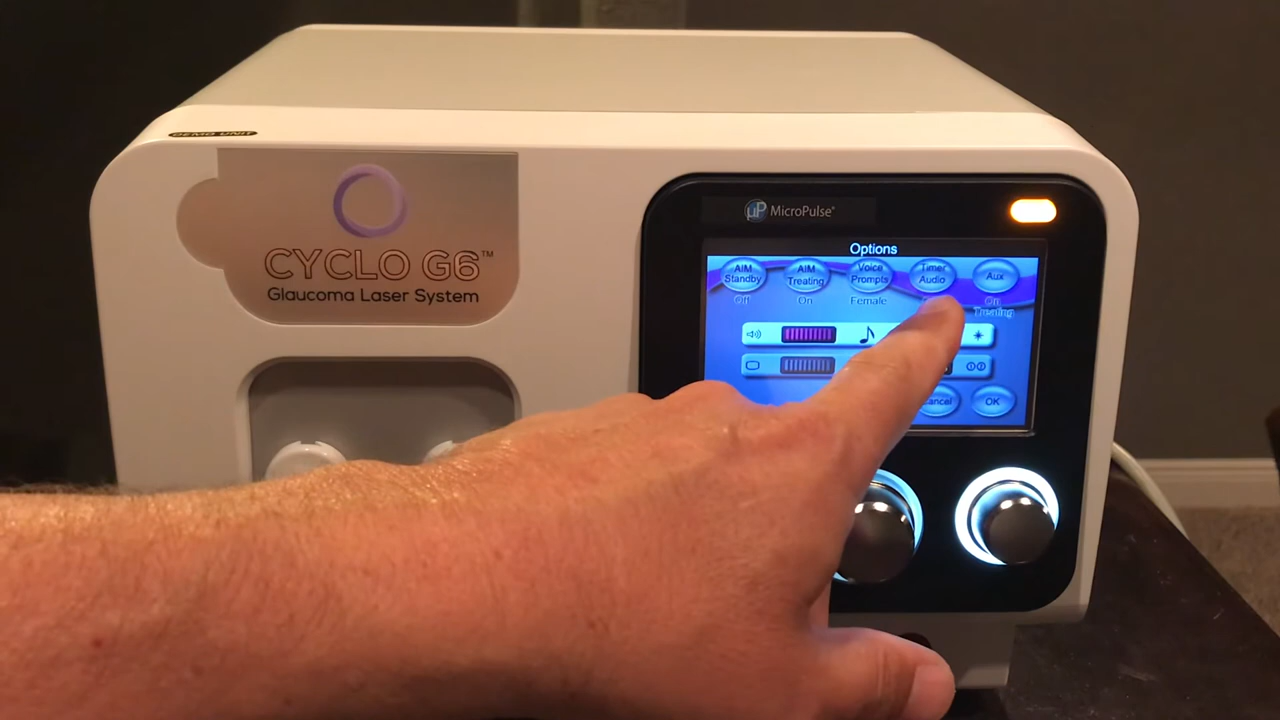 DEMO UNIT
CYCLO G6™
Glaucoma Laser System
µP MicroPulse®
Options
AIM Standby
AIM Treating
Voice Prompts
Timer Audio
Aux
Off
On
Female
On Treating
OK